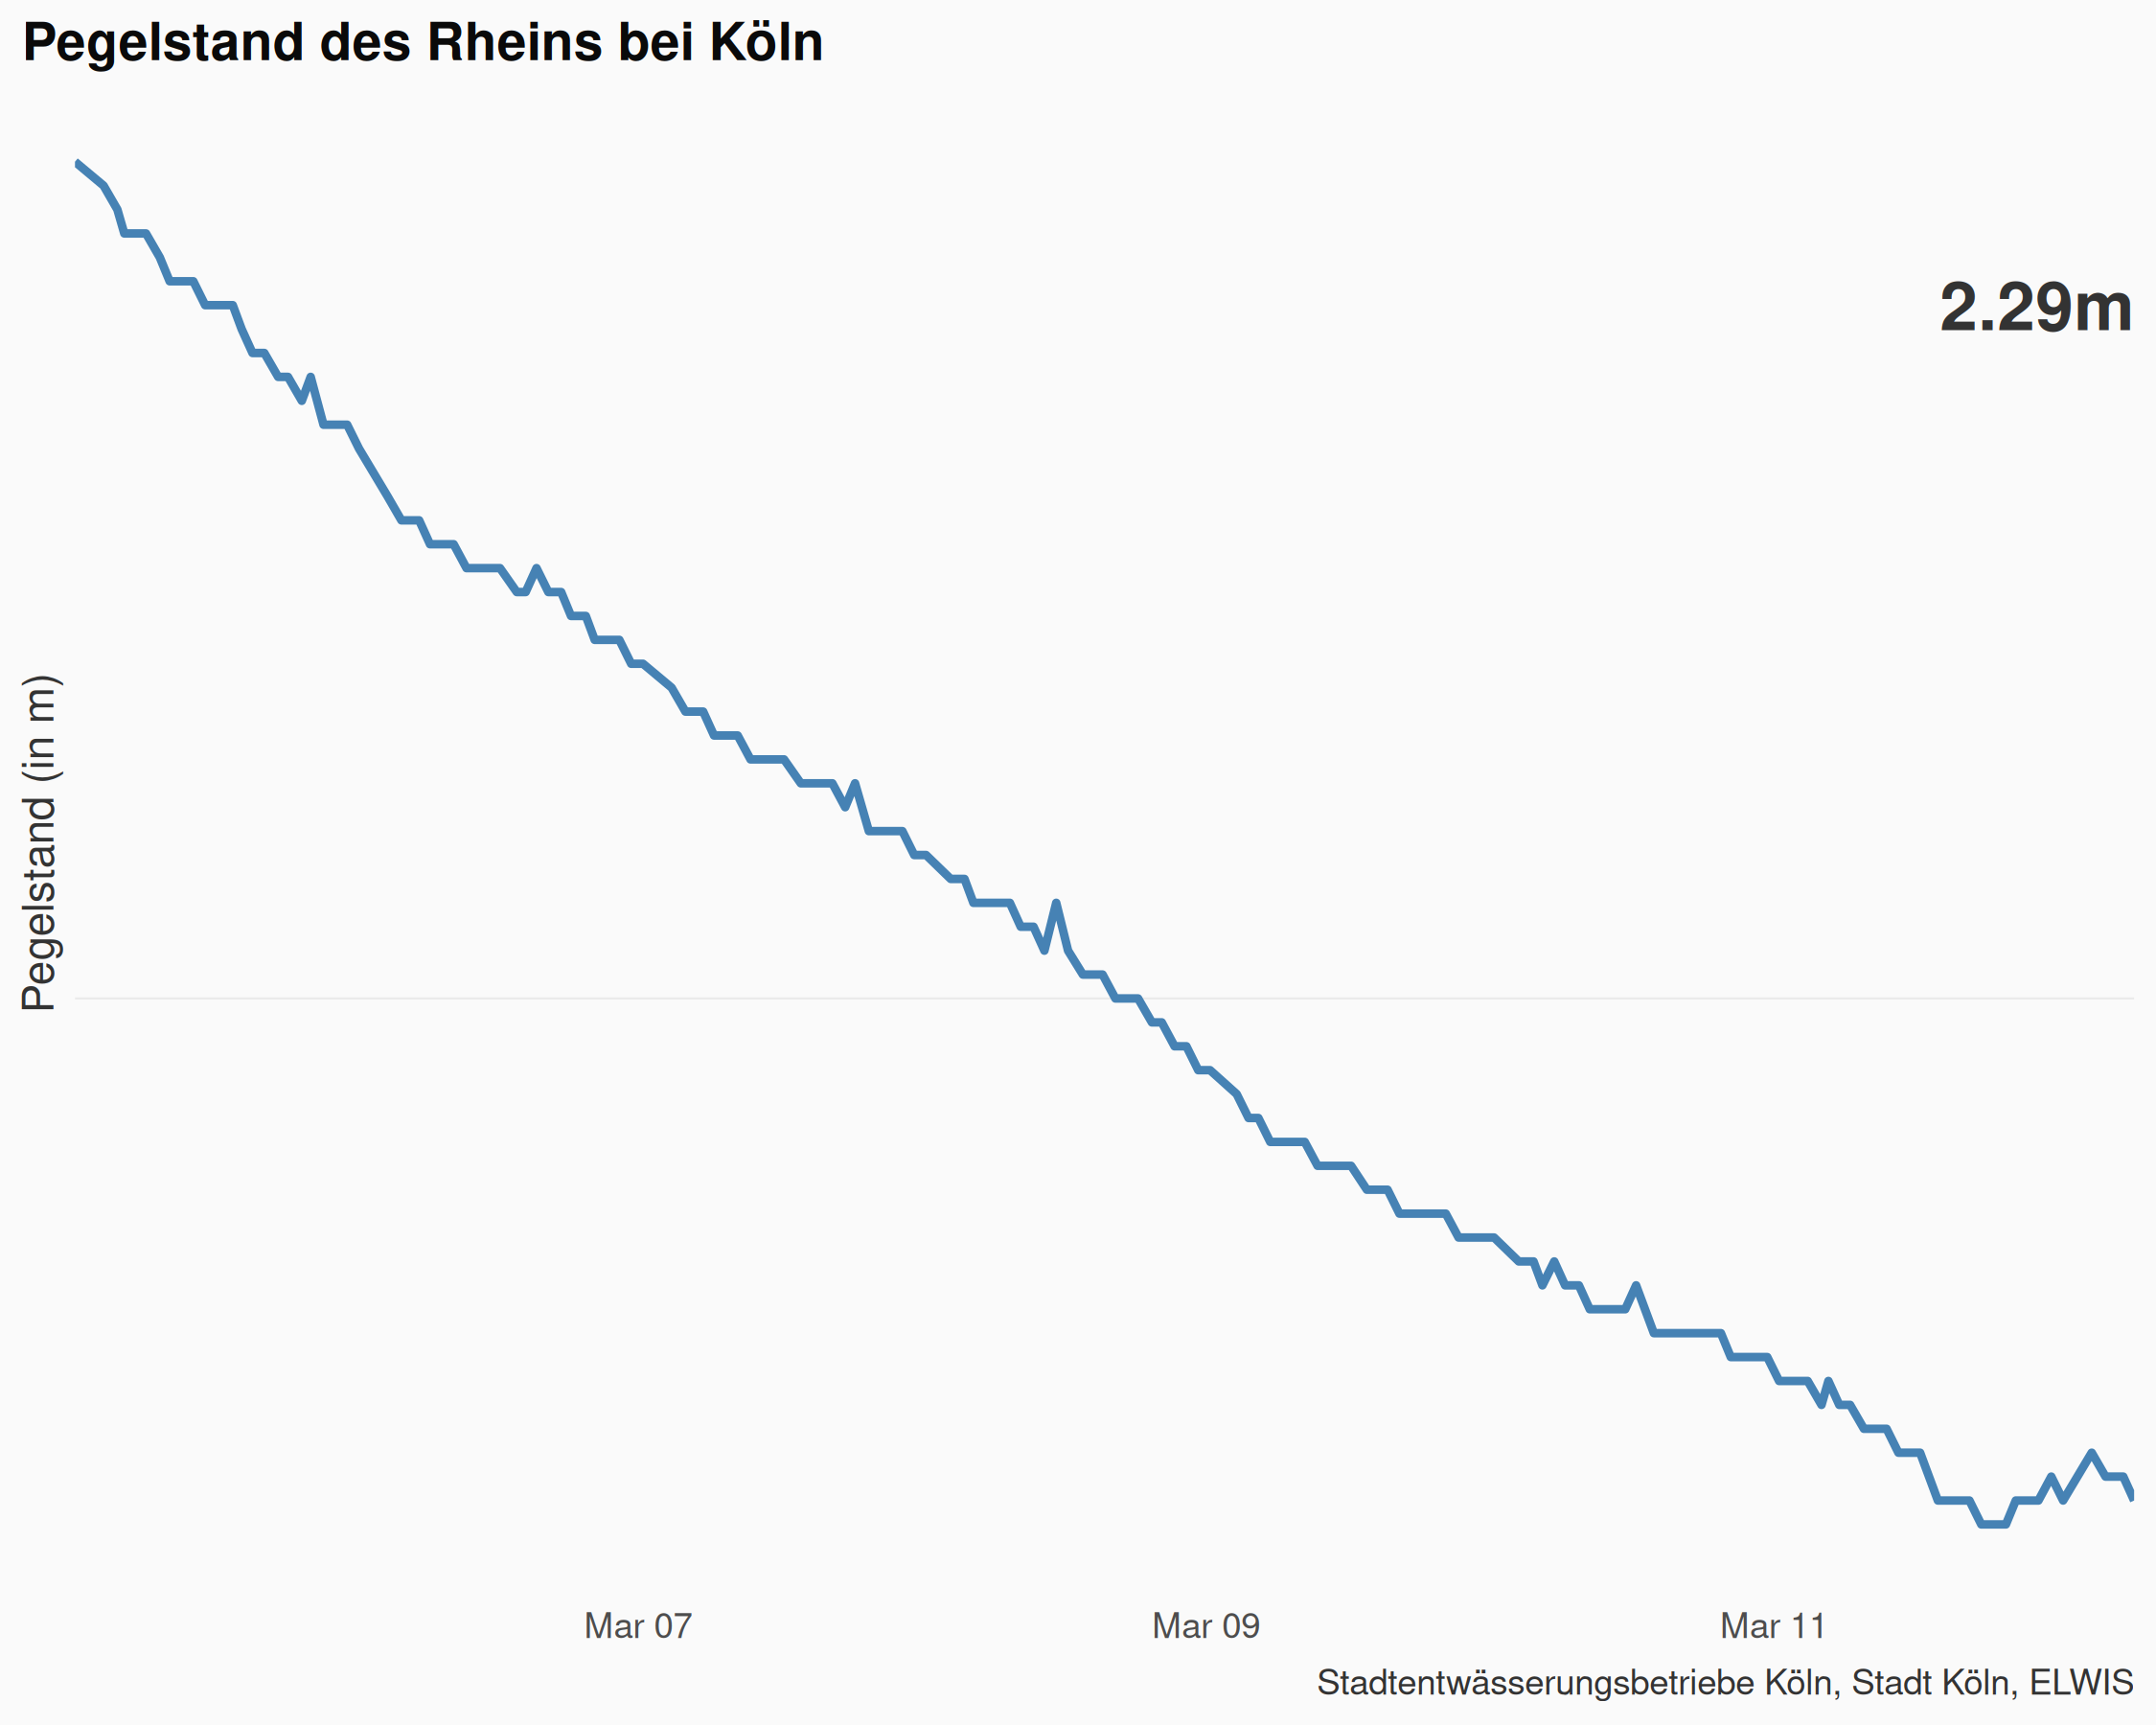 Pegelstand des Rheins bei Köln
2.29m
Pegelstand (in m)
Mar 07
Mar 09
Mar 11
Stadtentwässerungsbetriebe Köln, Stadt Köln, ELWIS